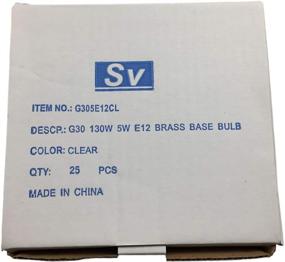 Sv
ITEM NO.: G305E12CL
DESCP.: G30 130W 5W E12 BRASS BASE BULB
COLOR: CLEAR
QTY: 25 PCS
MADE IN CHINA